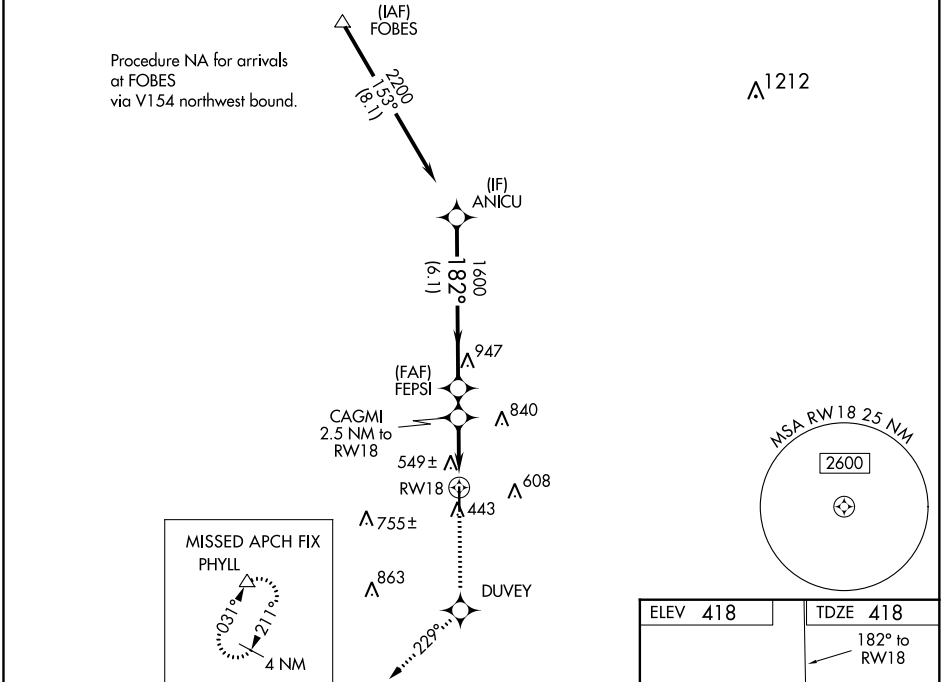 (IAF)
FOBES
Procedure NA for arrivals
at FOBES
via V154 northwest bound.
2200
153°
(8.1)
1212
(IF)
ANICU
1600
182°
(6.1)
947
(FAF)
FEPSI
CAGMI
2.5 NM to
RW18
840
549±
RW18
608
443
755±
863
DUVEY
229°
MISSED APCH FIX
PHYLL
031°
211°
4 NM
MSA RW18 25 NM
2600
ELEV 418
TDZE 418
182° to
RW18